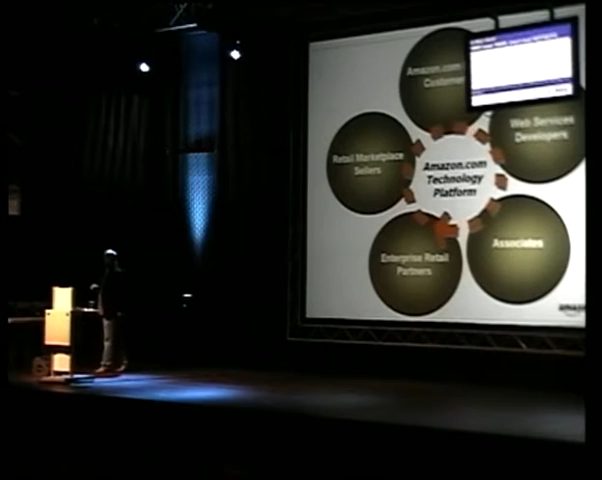 Amazon.com
Customer
Web Services
Developers
Retail Marketplace
Sellers
Amazon.com
Technology
Platform
Associates
Enterprise Retail
Partners